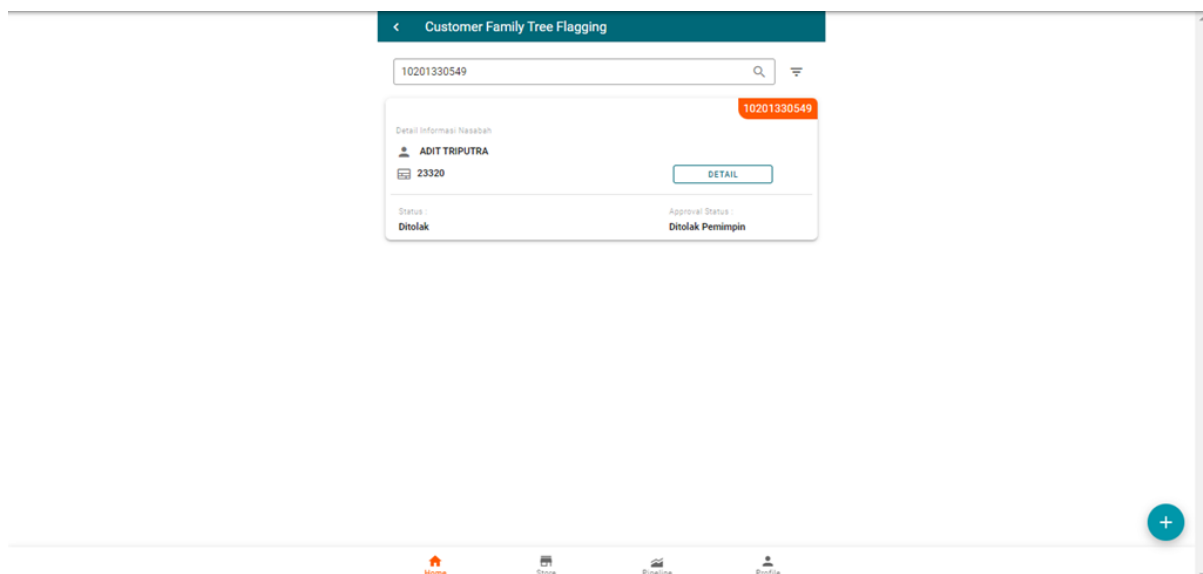 Customer Family Tree Flagging
10201330549
10201330549
Detail Informasi Nasabah
ADIT TRIPUTRA
23320
DETAIL
Status :
Approval Status :
Ditolak
Ditolak Pemimpin
Home
Store
Pipeline
Profile